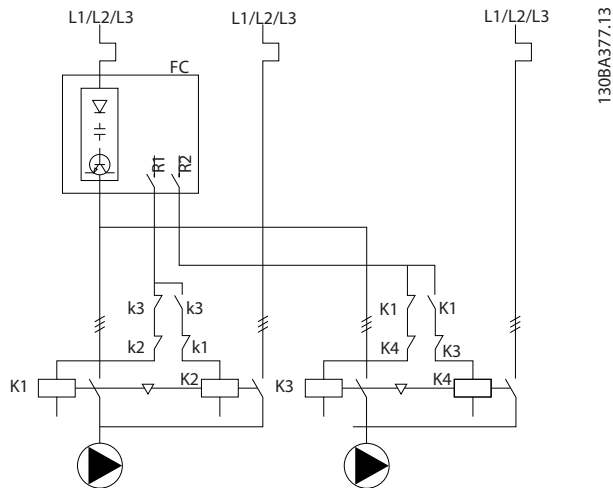 L1/L2/L3
L1/L2/L3
L1/L2/L3
130BA377.13
FC
R1
R2
k3
k3
K1
K1
k2
k1
K4
K3
K1
K2
K3
K4